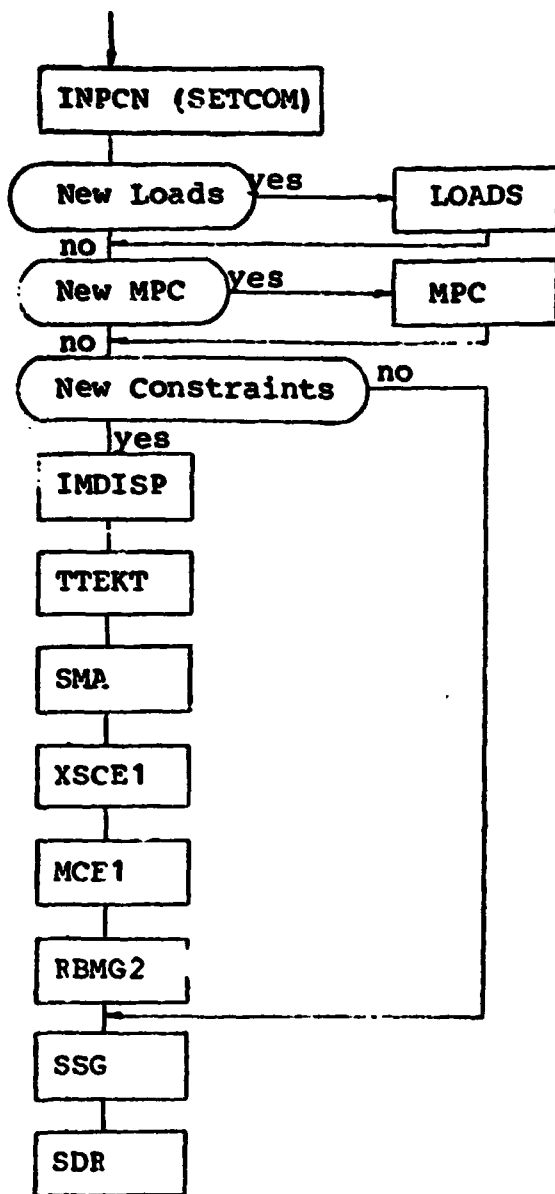 INPCN (SETCOM)
New Loads
yes
LOADS
no
New MPC
yes
MPC
no
New Constraints
no
yes
IMDISP
TTEKT
SMA
XSCE1
MCE1
RBMG2
SSG
SDR